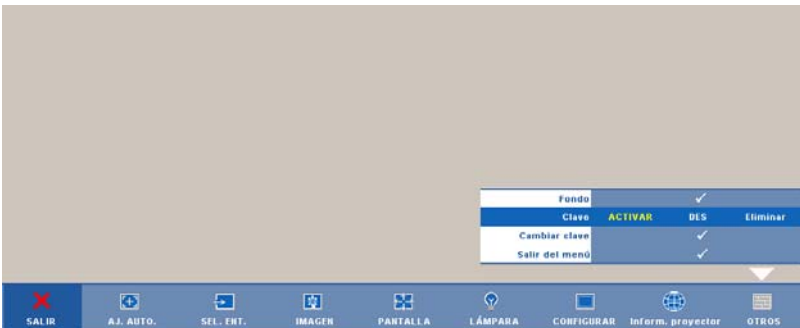 Fondo
Clave ACTIVAR DES Eliminar
Cambiar clave
Salir del menú
SALIR AJ. AUTO. SEL. ENT. IMAGEN PANTALLA LÁMPARA CONFIGURAR Inform. proyector OTROS